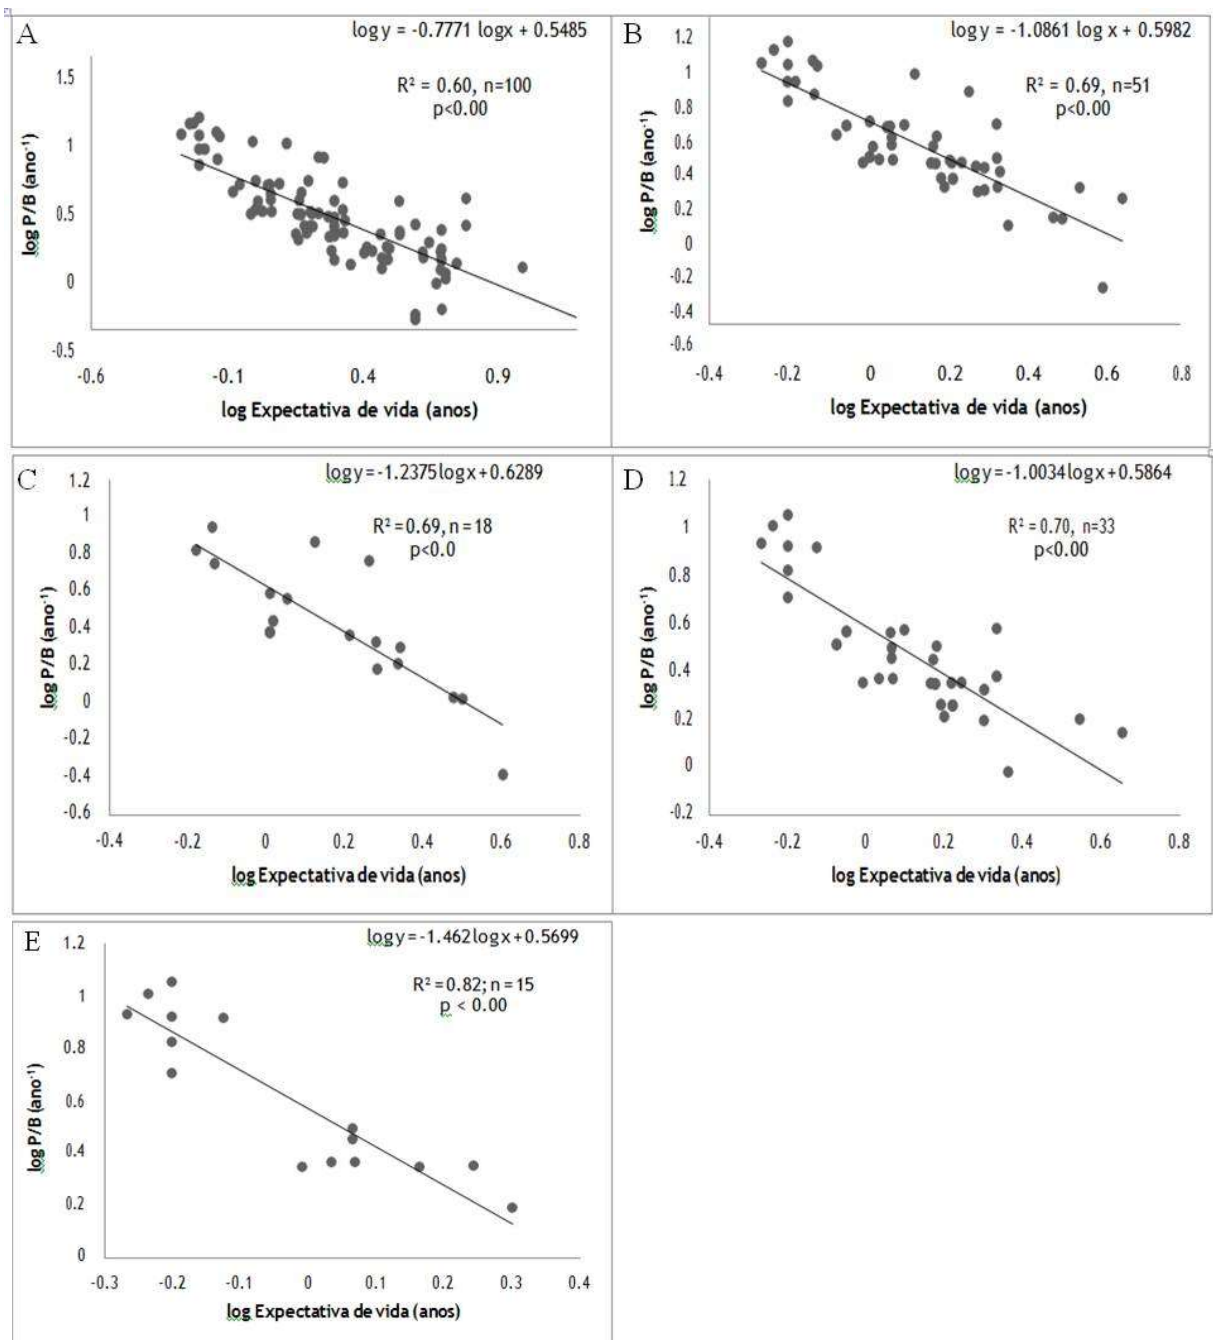 A
log y = -0.7771 logx + 0.5485
R² = 0.60, n=100
p<0.00
log P/B (ano⁻¹)
1.5
1
0.5
0
-0.5
-0.6 -0.1 0.4 0.9
log Expectativa de vida (anos)
B
log y = -1.0861 log x + 0.5982
R² = 0.69, n=51
p<0.00
log P/B (ano⁻¹)
1.2
1
0.8
0.6
0.4
0.2
0
-0.2
-0.4
-0.6
-0.4 -0.2 0 0.2 0.4 0.6 0.8
log Expectativa de vida (anos)
C
log y = -1.2375 log x + 0.6289
R² = 0.69, n = 18
p<0.0
log P/B (ano⁻¹)
1.2
1
0.8
0.6
0.4
0.2
0
-0.2
-0.4
-0.6
-0.4 -0.2 0 0.2 0.4 0.6 0.8
log Expectativa de vida (anos)
D
log y = -1.0034 log x + 0.5864
R² = 0.70, n=33
p<0.00
log P/B (ano⁻¹)
1.2
1
0.8
0.6
0.4
0.2
0
-0.2
-0.4 -0.2 0 0.2 0.4 0.6 0.8
log Expectativa de vida (anos)
E
log y = -1.462 log x + 0.5699
R² = 0.82; n = 15
p < 0.00
log P/B (ano⁻¹)
1.2
1
0.8
0.6
0.4
0.2
0
-0.3 -0.2 -0.1 0 0.1 0.2 0.3 0.4
log Expectativa de vida (anos)